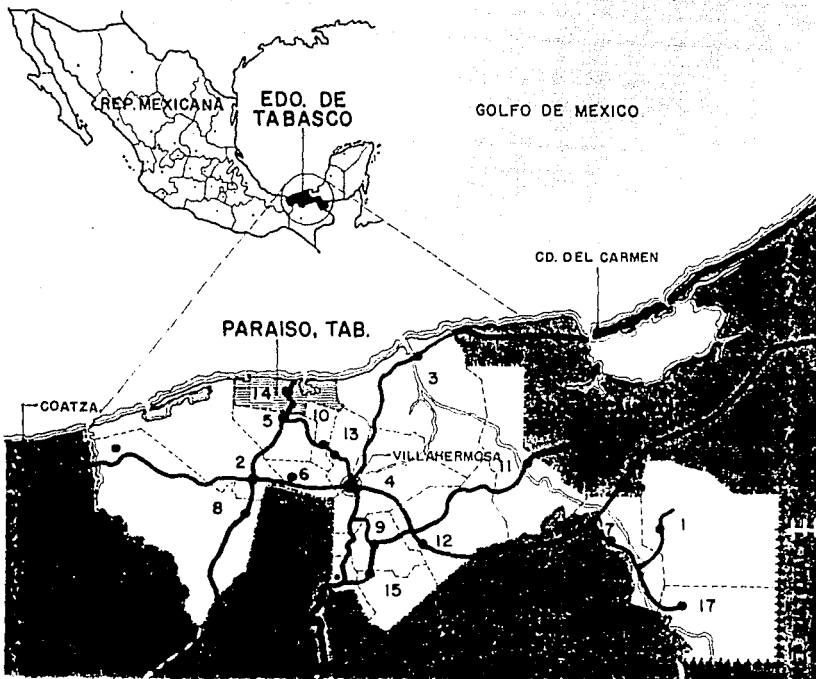 REP. MEXICANA
EDO. DE
TABASCO
GOLFO DE MEXICO
CD. DEL CARMEN
PARAISO, TAB.
COATZA
14
3
5
10
13
VILLAHERMOSA
11
2
6
4
8
9
12
7
1
15
17